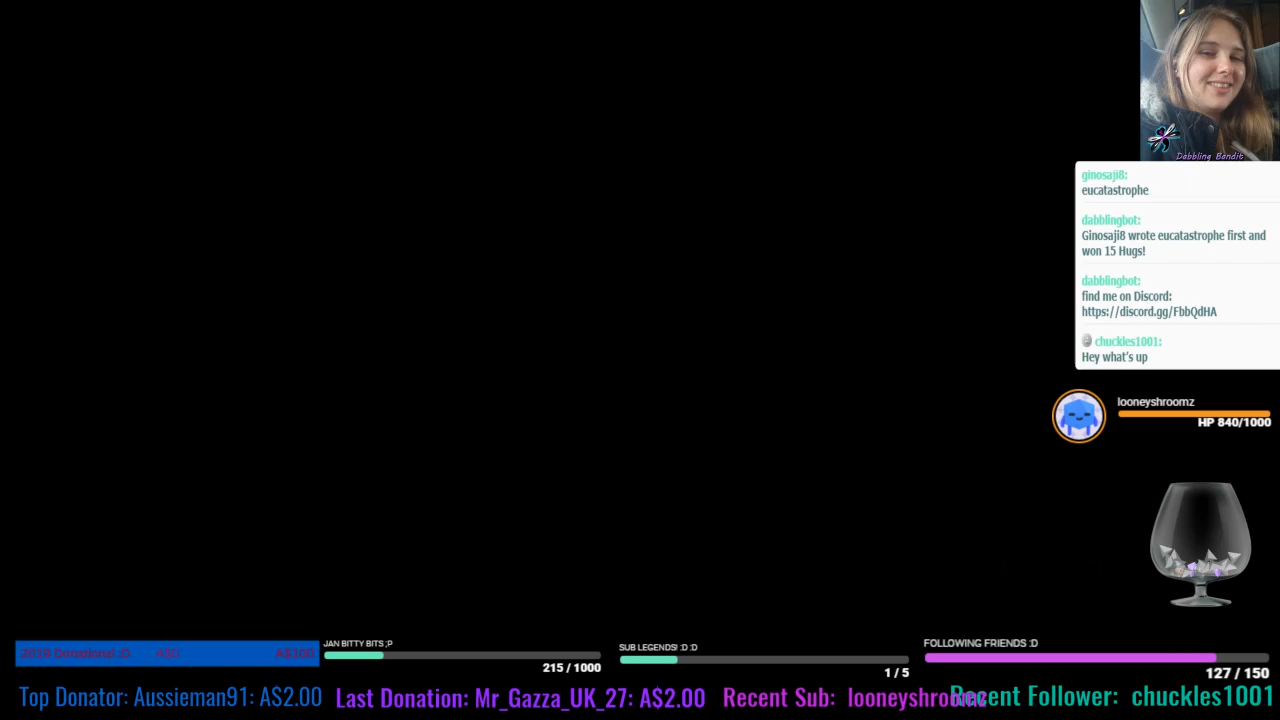 Dabbling Bandit
ginosaji8:
eucatastrophe
dabblingbot:
Ginosaji8 wrote eucatastrophe first and
won 15 Hugs!
dabblingbot:
find me on Discord:
https://discord.gg/FbbQdHA
chuckles1001:
Hey what's up
looneyshroomz
HP 840/1000
JAN BITTY BITS ;P
215 / 1000
SUB LEGENDS! :D :D
1 / 5
FOLLOWING FRIENDS :D
127 / 150
2019 Donations! :D A$200
Top Donator: Aussieman91: A$2.00
Last Donation: Mr_Gazza_UK_27: A$2.00
Recent Sub: looneyshroomz
Recent Follower: chuckles1001